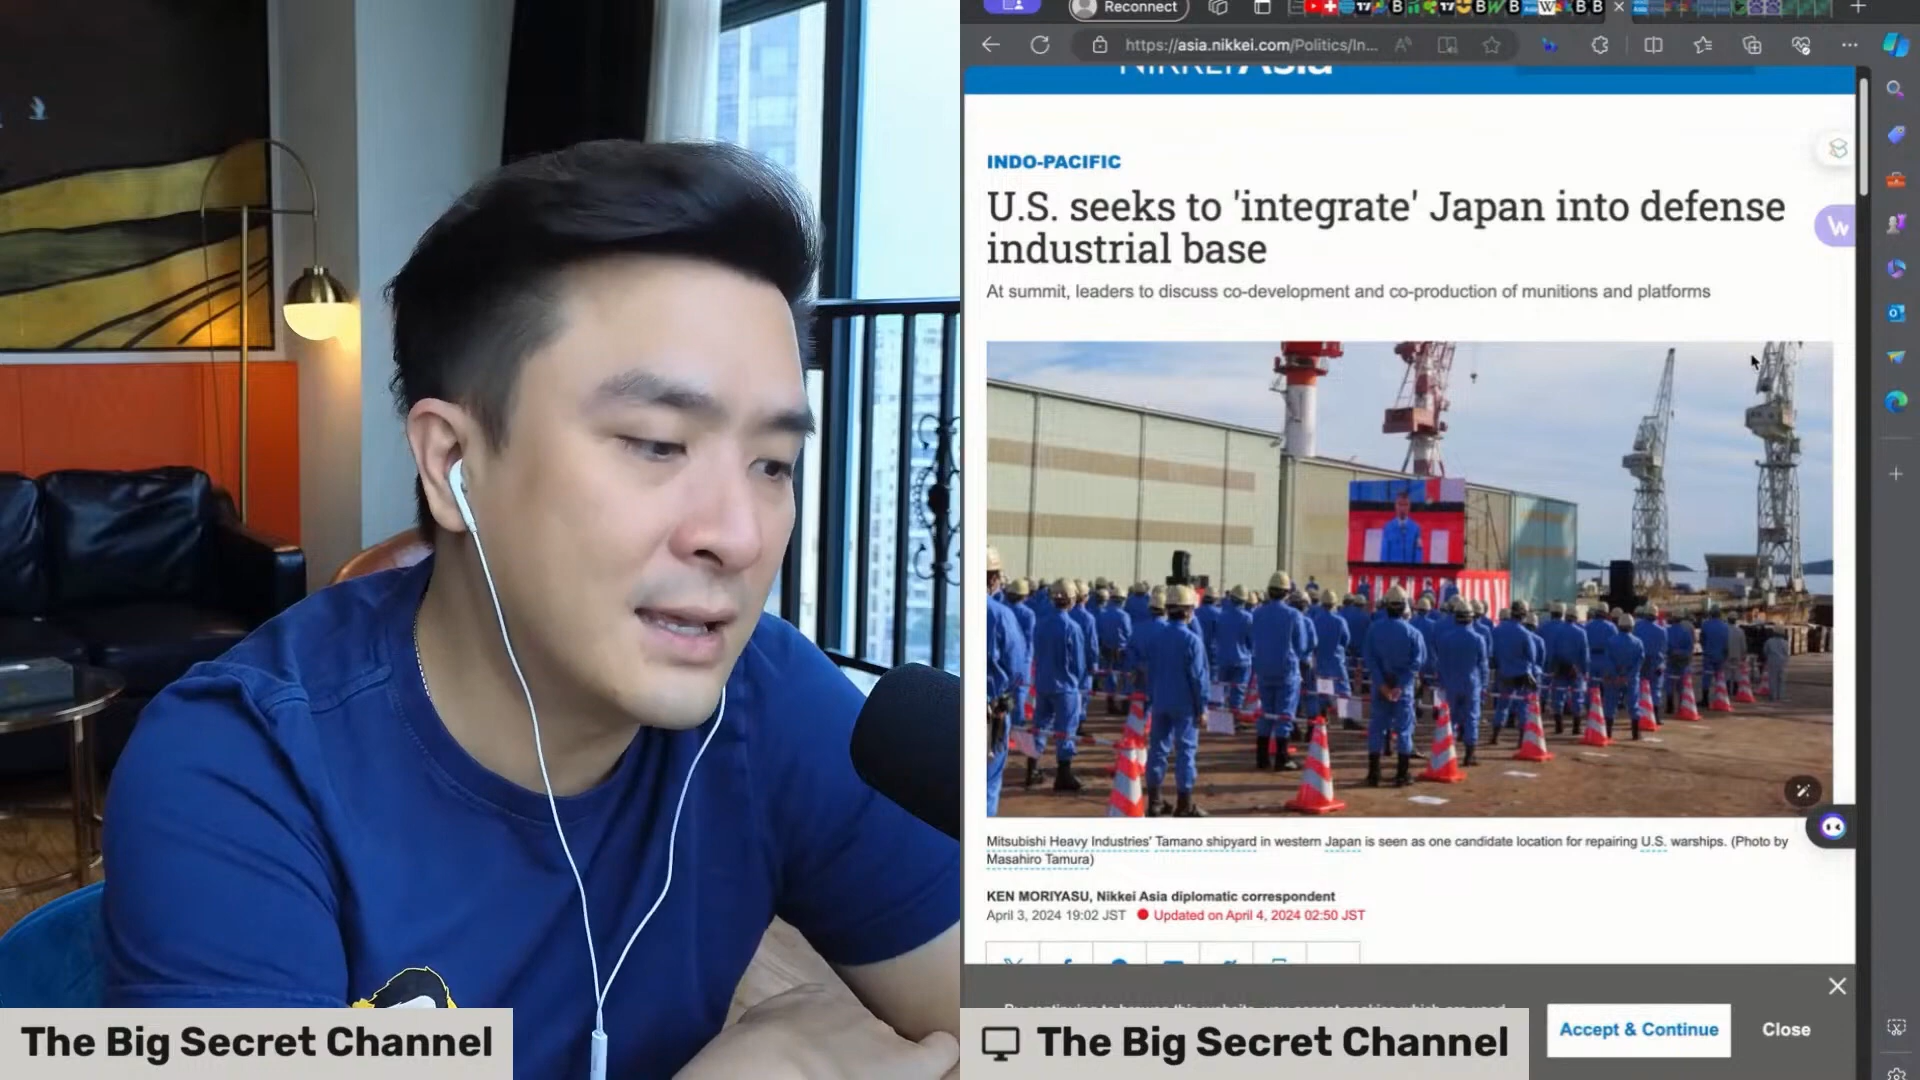 Reconnect
https://asia.nikkei.com/Politics/In...
NIKKEI Asia
INDO-PACIFIC
U.S. seeks to 'integrate' Japan into defense
industrial base
At summit, leaders to discuss co-development and co-production of munitions and platforms
Mitsubishi Heavy Industries' Tamano shipyard in western Japan is seen as one candidate location for repairing U.S. warships. (Photo by
Masahiro Tamura)
KEN MORIYASU, Nikkei Asia diplomatic correspondent
April 3, 2024 19:02 JST Updated on April 4, 2024 02:50 JST
Accept & Continue
Close
The Big Secret Channel
The Big Secret Channel